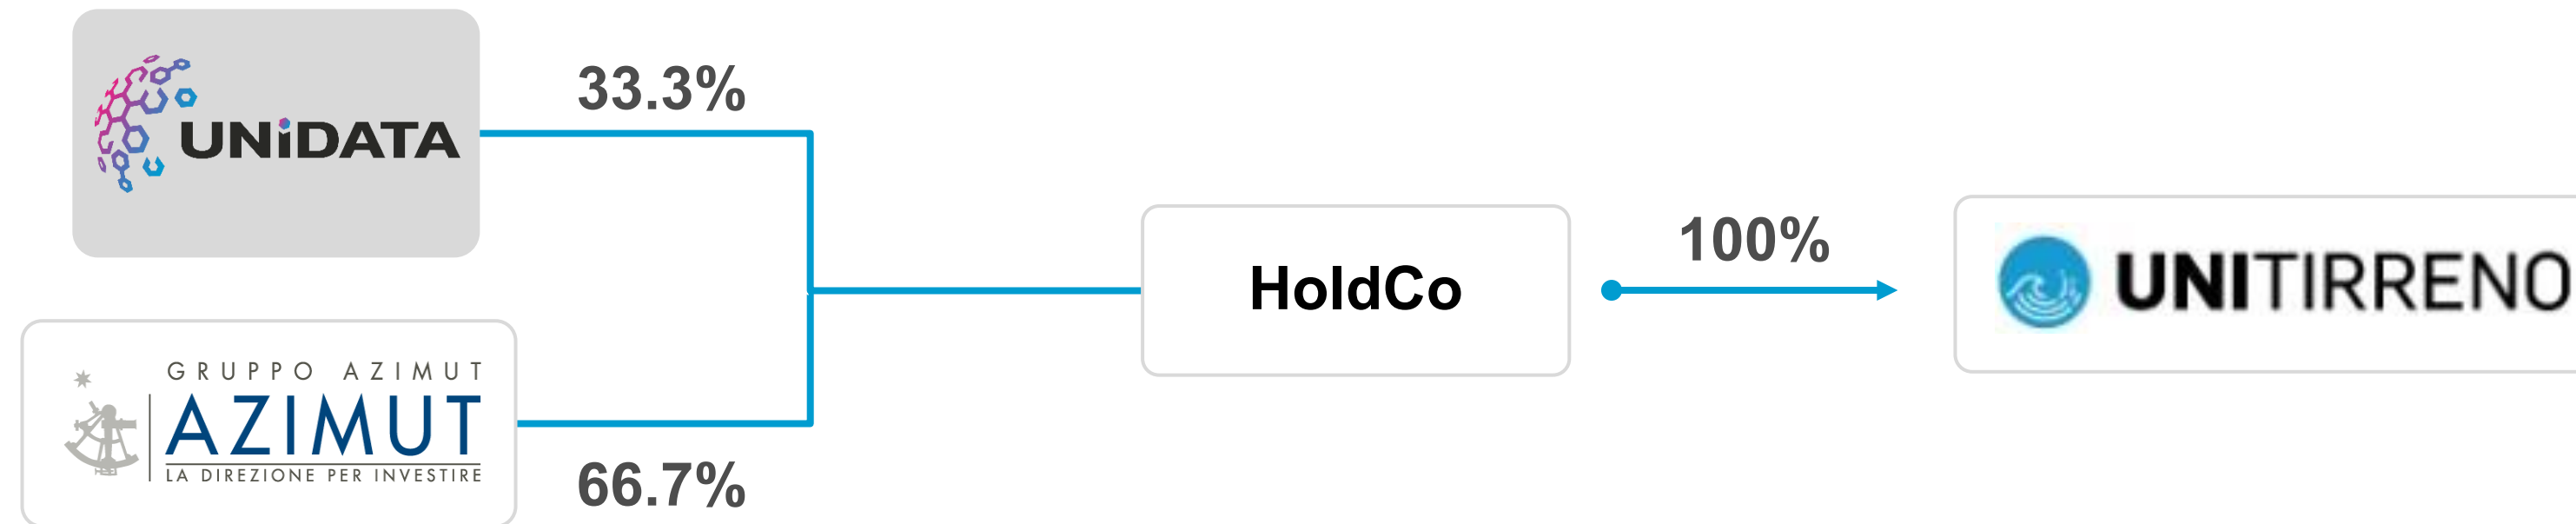 UNiDATA
33.3%
GRUPPO AZIMUT
AZIMUT
LA DIREZIONE PER INVESTIRE
66.7%
HoldCo
100%
UNITIRRENO